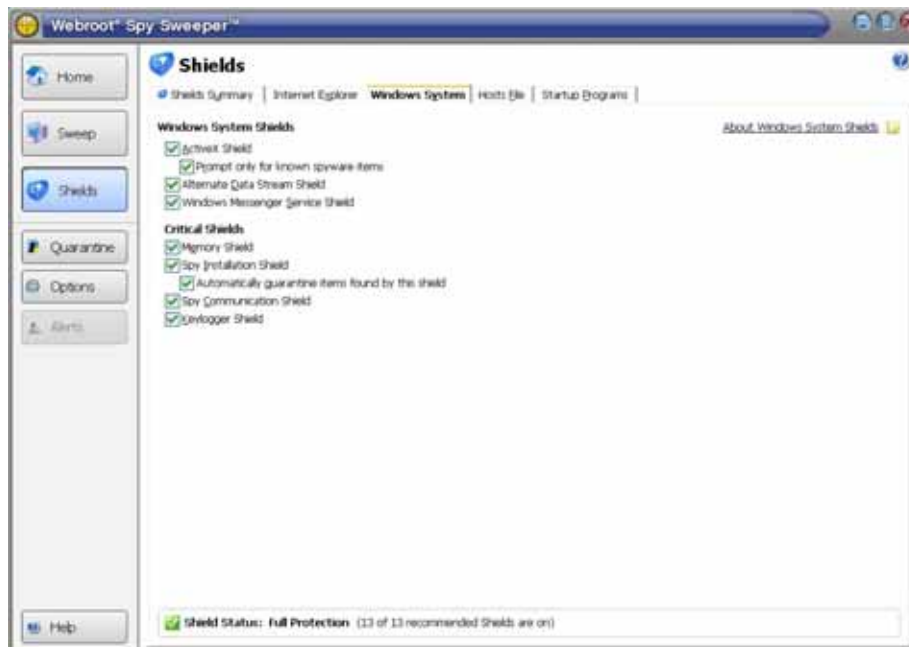 Webroot® Spy Sweeper™
Home
Sweep
Shields
Quarantine
Options
Alerts
Help
Shields
Shields Summary
Internet Explorer
Windows System
Hosts File
Startup Programs
Windows System Shields
About Windows System Shields
ActiveX Shield
Prompt only for known spyware items
Alternate Data Stream Shield
Windows Messenger Service Shield
Critical Shields
Memory Shield
Spy Installation Shield
Automatically quarantine items found by this shield
Spy Communication Shield
Keylogger Shield
Shield Status: Full Protection (13 of 13 recommended Shields are on)